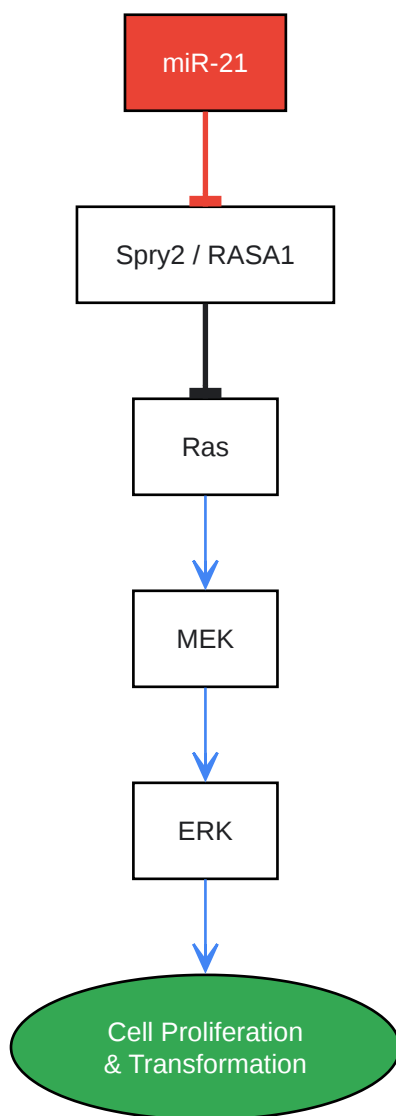 miR-21
Spry2 / RASA1
Ras
MEK
ERK
Cell Proliferation
& Transformation